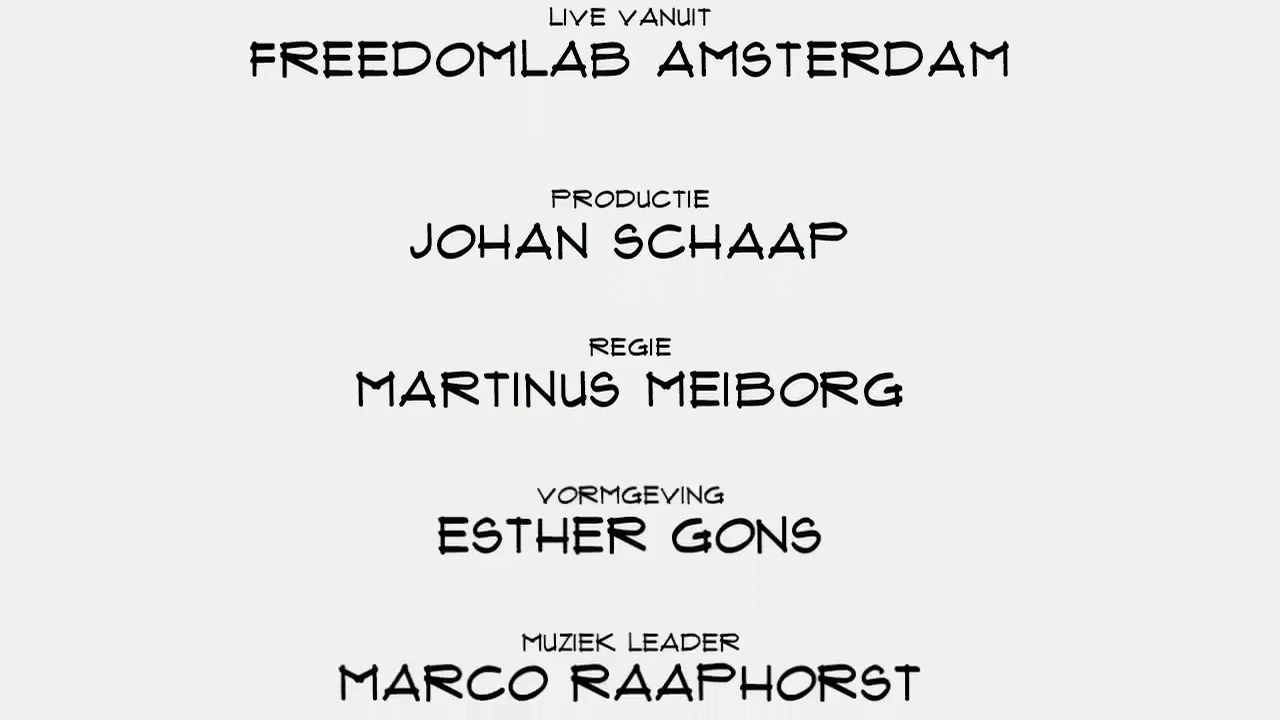 LIVE VANUIT
FREEDOMLAB AMSTERDAM
PRODUCTIE
JOHAN SCHAAP
REGIE
MARTINUS MEIBORG
VORMGEVING
ESTHER GONS
MUZIEK LEADER
MARCO RAAPHORST